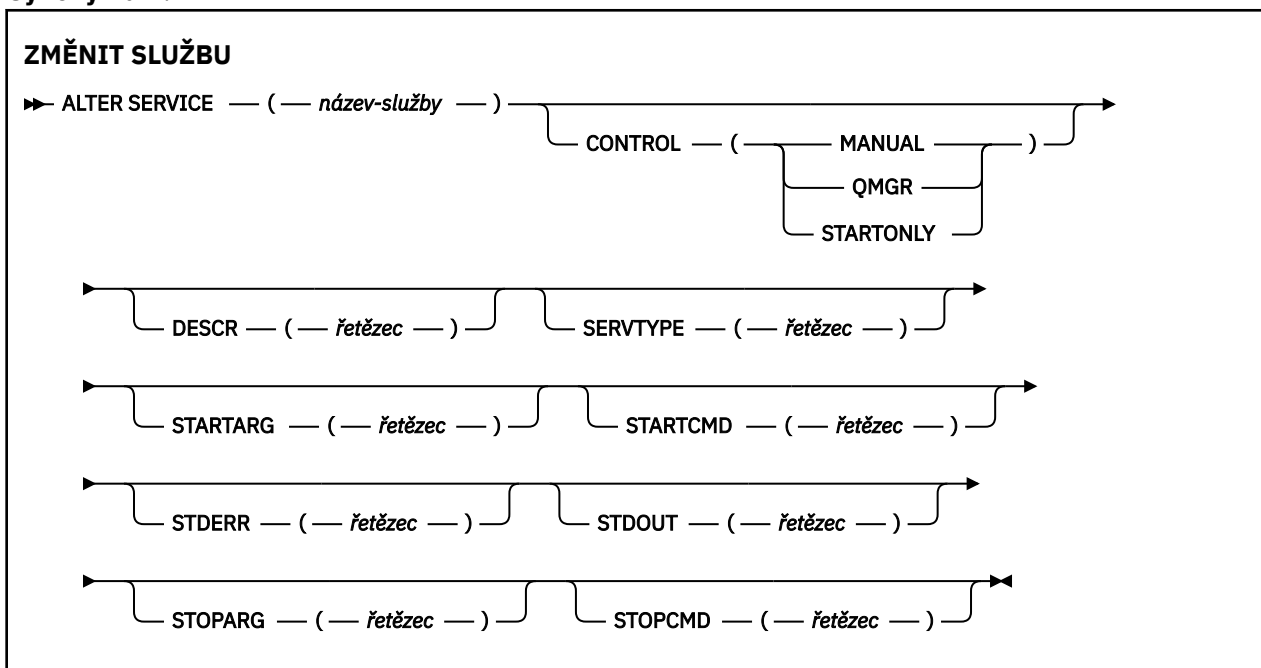 ZMĚNIT SLUŽBU
ALTER SERVICE ( název-služby )
CONTROL ( MANUAL )
QMGR
STARTONLY
DESCR ( řetězec ) SERVTYPE ( řetězec )
STARTARG ( řetězec ) STARTCMD ( řetězec )
STDERR ( řetězec ) STDOUT ( řetězec )
STOPARG ( řetězec ) STOPCMD ( řetězec )